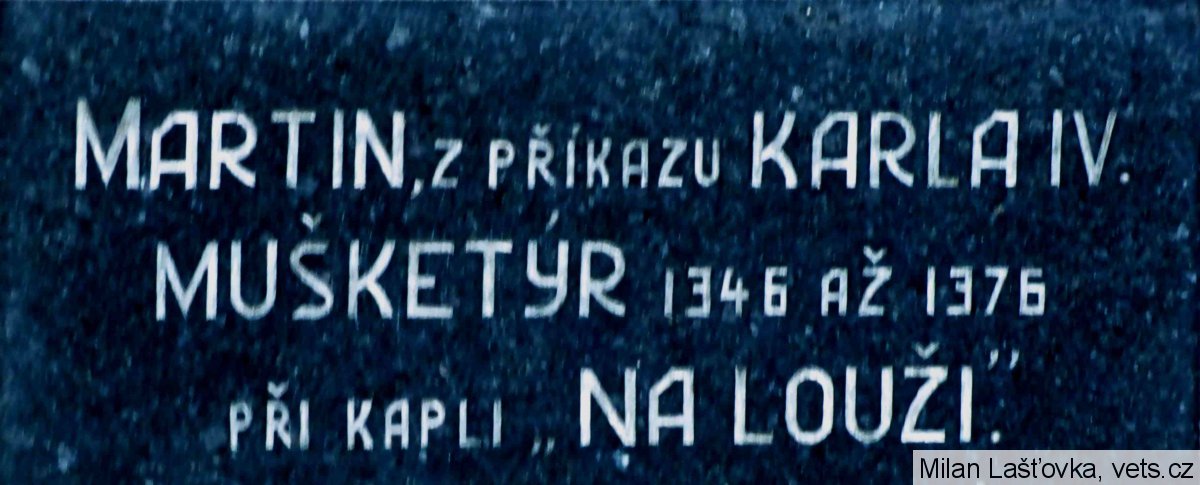 MARTIN, Z PŘÍKAZU KARLA IV.
MUŠKETÝR 1346 AŽ 1376
PŘI KAPLI „NA LOUŽI.”
Milan Lašťovka, vets.cz